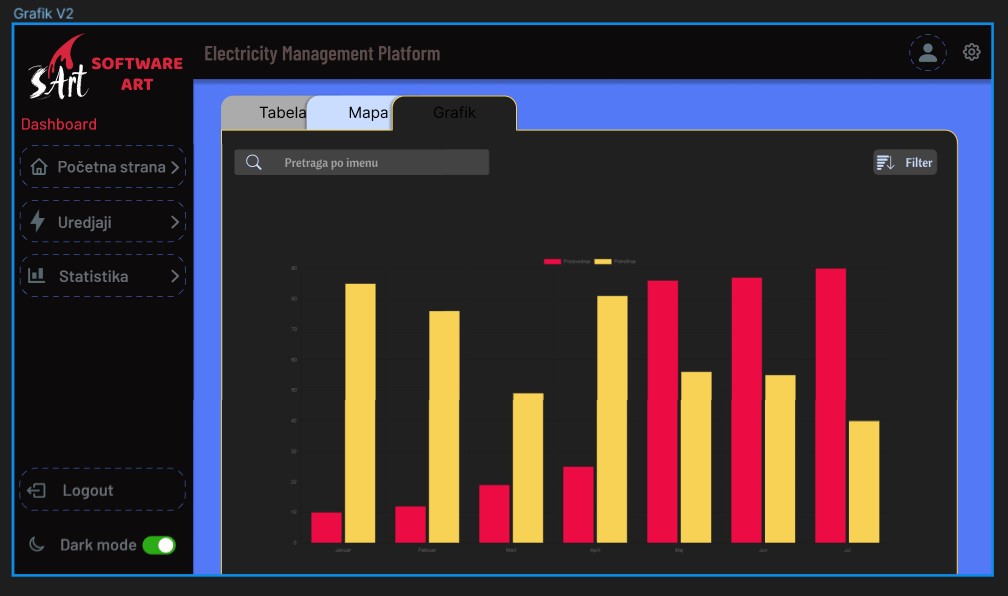 Grafik V2
SArt
SOFTWARE
ART
Electricity Management Platform
Dashboard
Početna strana
Uredjaji
Statistika
Logout
Dark mode
Tabela
Mapa
Grafik
Pretraga po imenu
Filter
Proizvodnja
Potrošnja
90
80
70
60
50
40
30
20
10
0
Januar
Februar
Mart
April
Maj
Jun
Jul